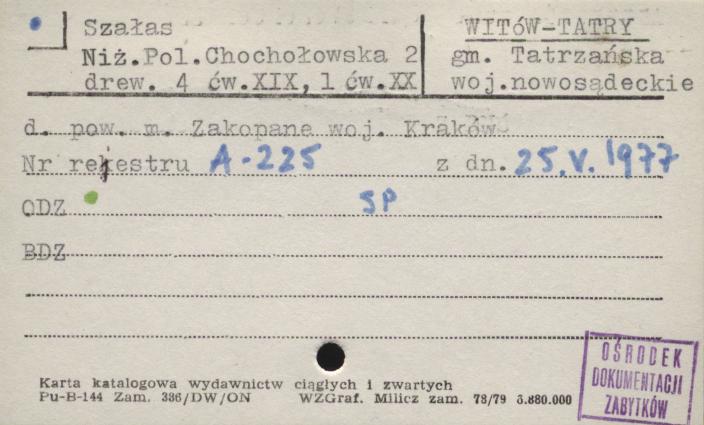 Szałas
Niż.Pol.Chochołowska 2
drew. 4 ćw.XIX, 1 ćw.XX
WITÓW-TATRY
gm. Tatrzańska
woj.nowosądeckie
d. pow. m. Zakopane woj. Kraków
Nr rejestru A-225 z dn. 25.V.1977
ODZ SP
BDZ
Karta katalogowa wydawnictw ciągłych i zwartych
Pu-B-144 Zam. 336/DW/ON WZGraf. Milicz zam. 78/79 3.880.000
OŚRODEK
DOKUMENTACJI
ZABYTKÓW